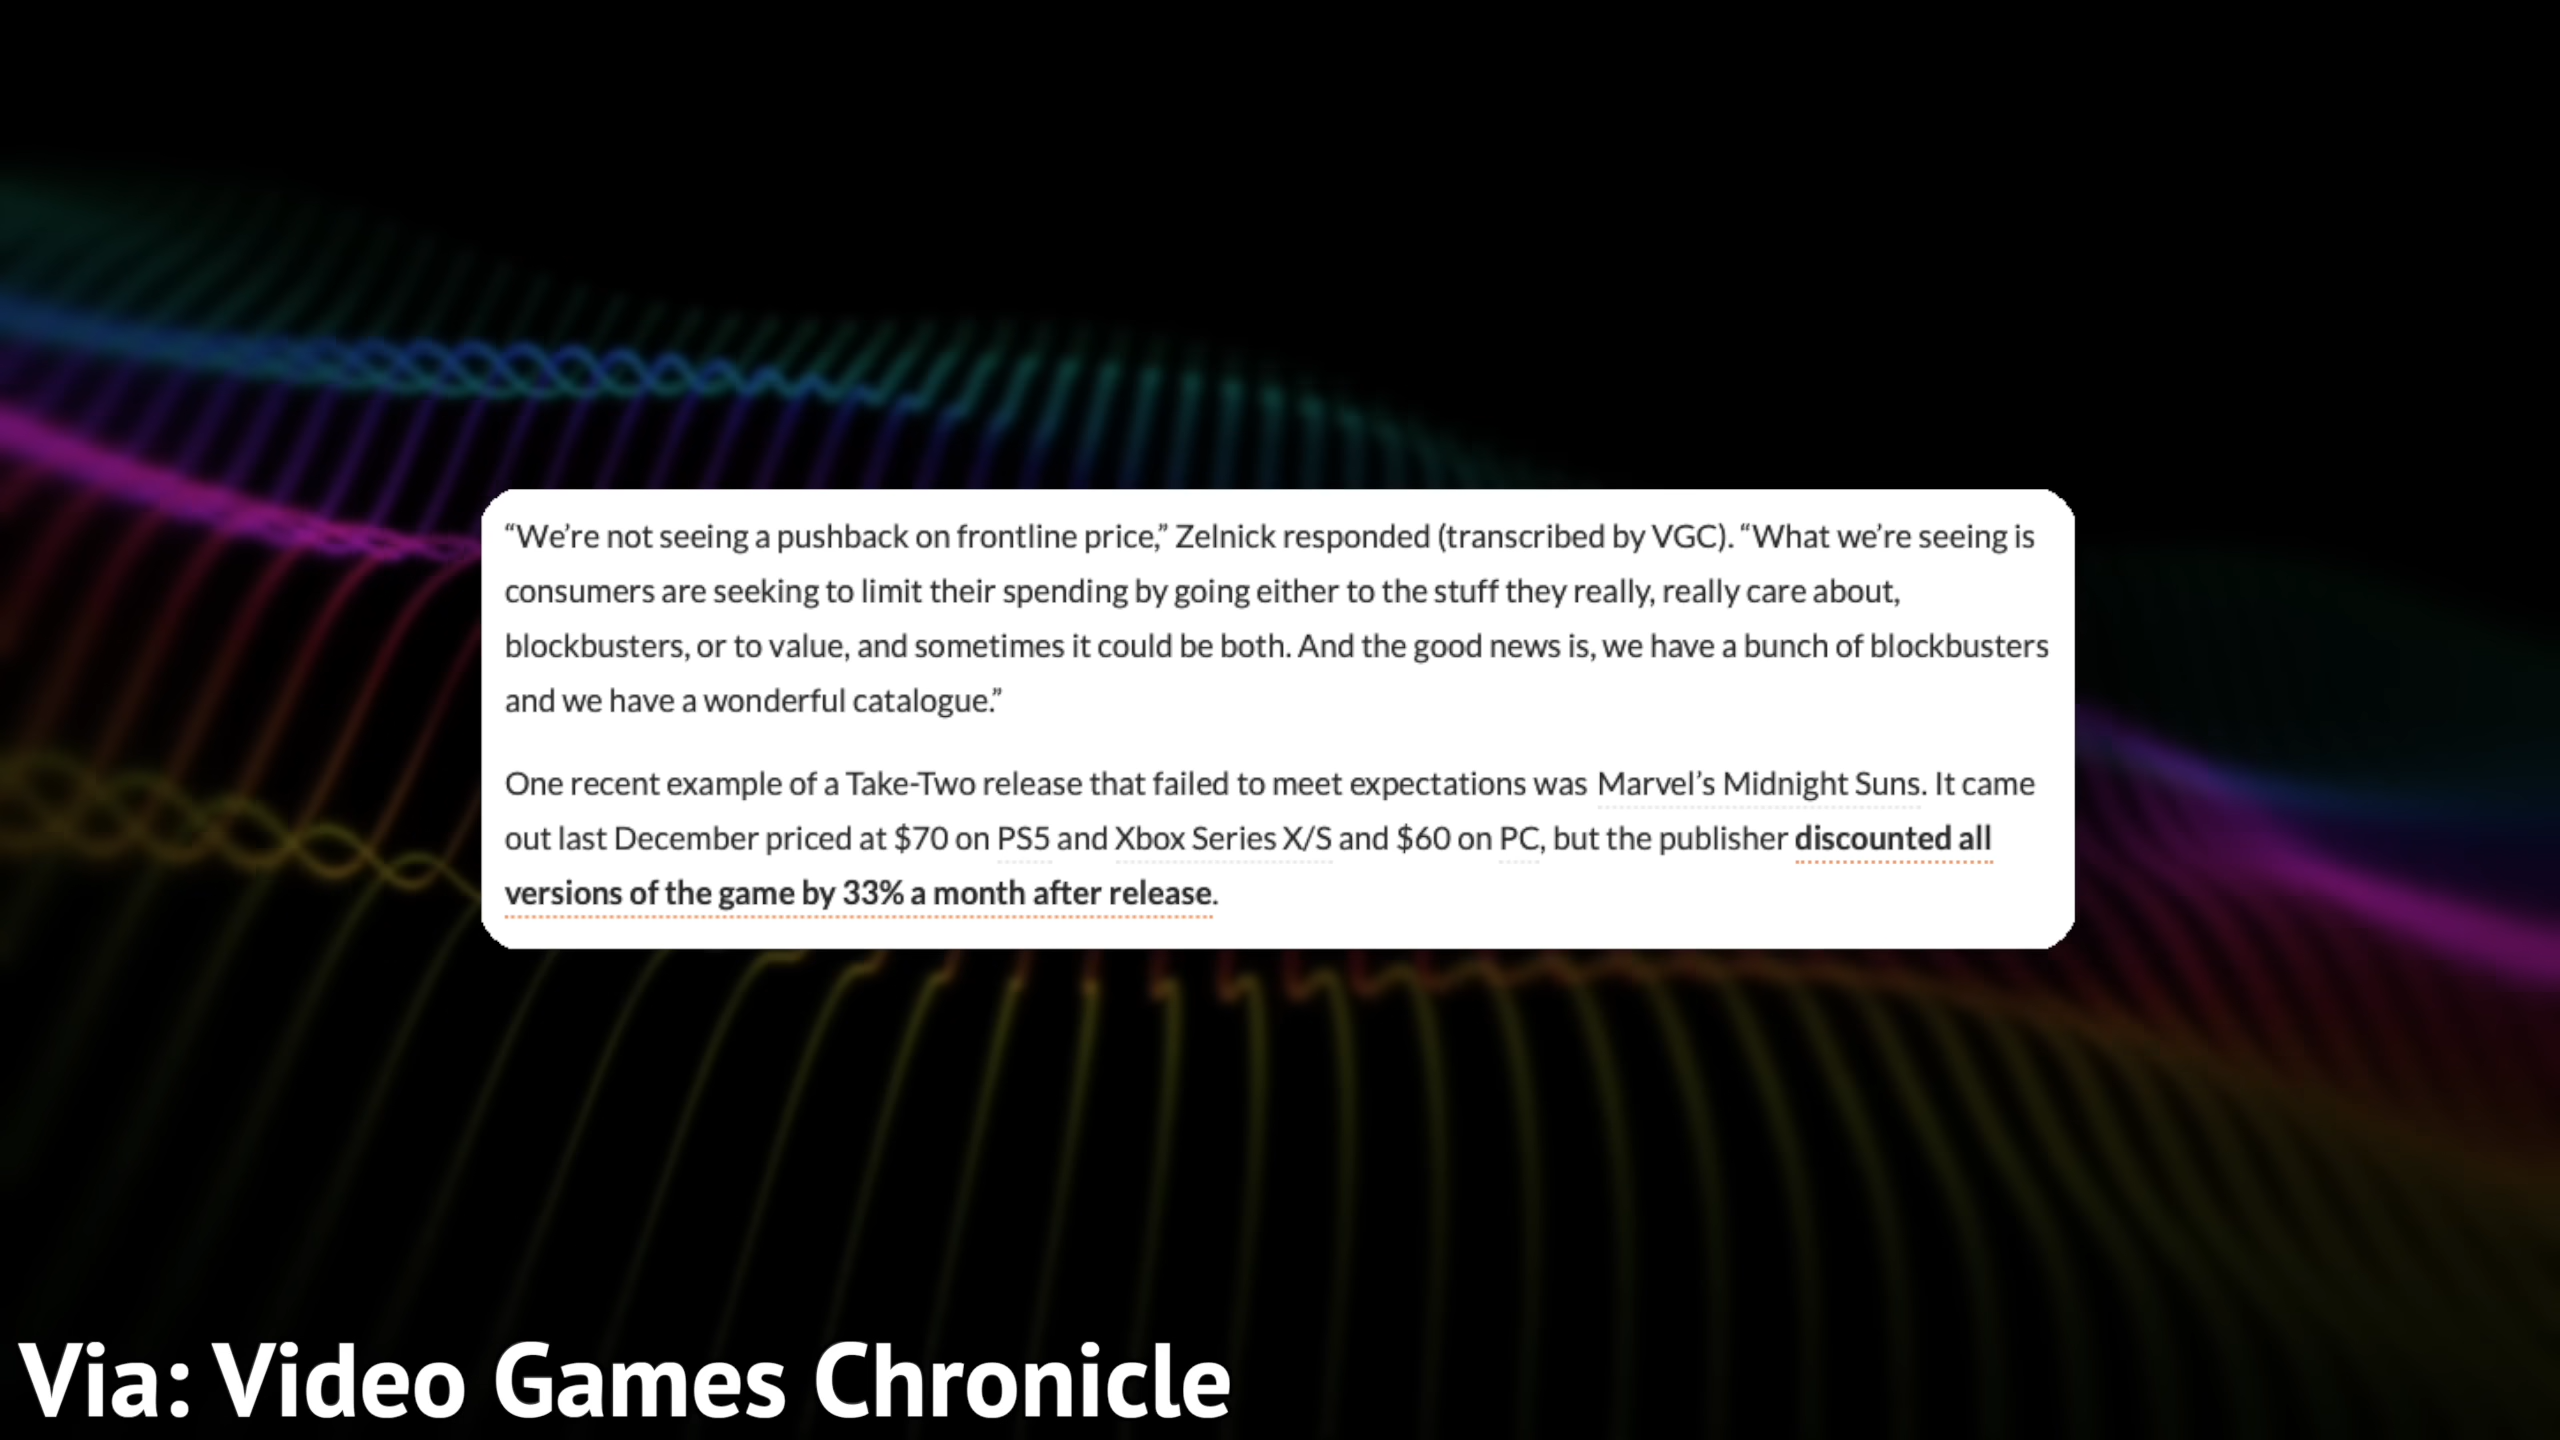 “We’re not seeing a pushback on frontline price,” Zelnick responded (transcribed by VGC). “What we’re seeing is
consumers are seeking to limit their spending by going either to the stuff they really, really care about,
blockbusters, or to value, and sometimes it could be both. And the good news is, we have a bunch of blockbusters
and we have a wonderful catalogue.”
One recent example of a Take-Two release that failed to meet expectations was Marvel’s Midnight Suns. It came
out last December priced at $70 on PS5 and Xbox Series X/S and $60 on PC, but the publisher discounted all
versions of the game by 33% a month after release.
Via: Video Games Chronicle